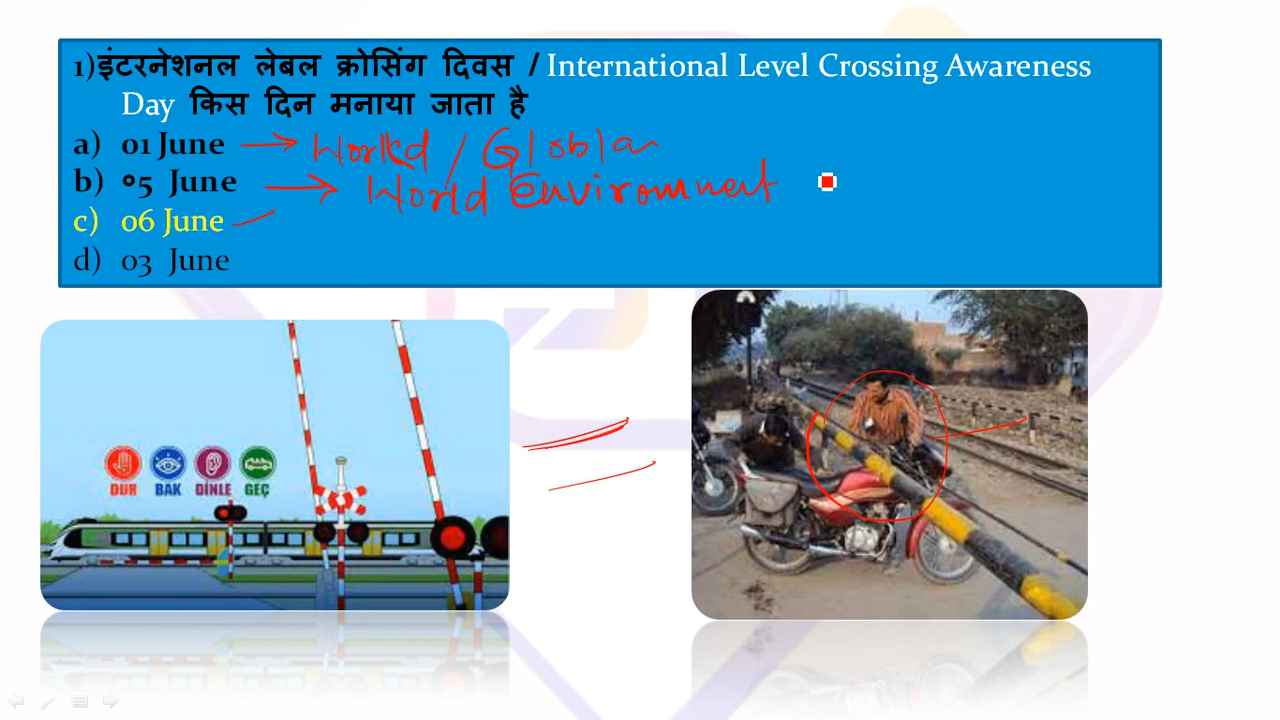 1)इंटरनेशनल लेबल क्रोसिंग दिवस / International Level Crossing Awareness
Day किस दिन मनाया जाता है
a) 01 June → World / Global
b) 05 June → World Environment
c) 06 June
d) 03 June
DUR BAK DİNLE GEÇ